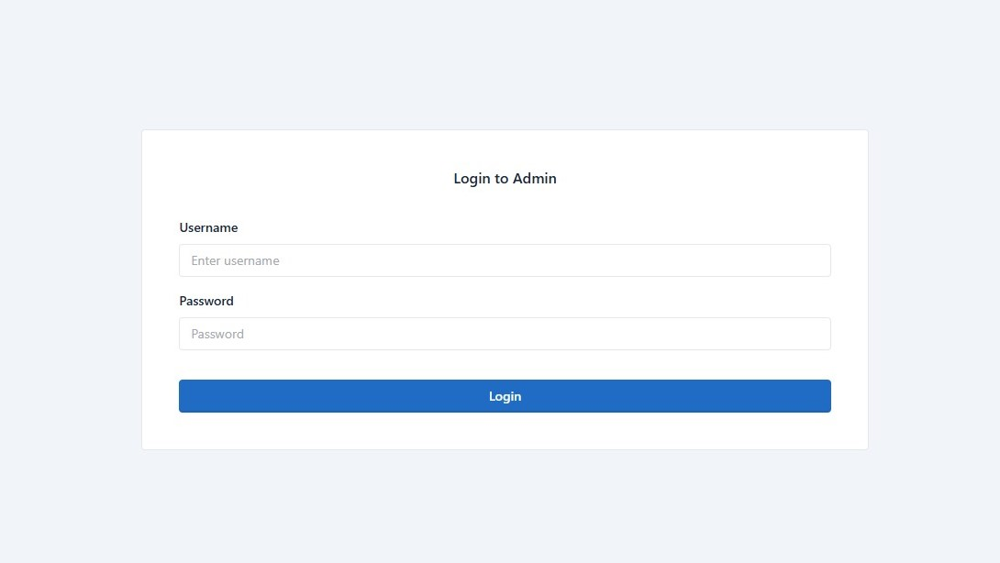 Login to Admin
Username
Enter username
Password
Password
Login